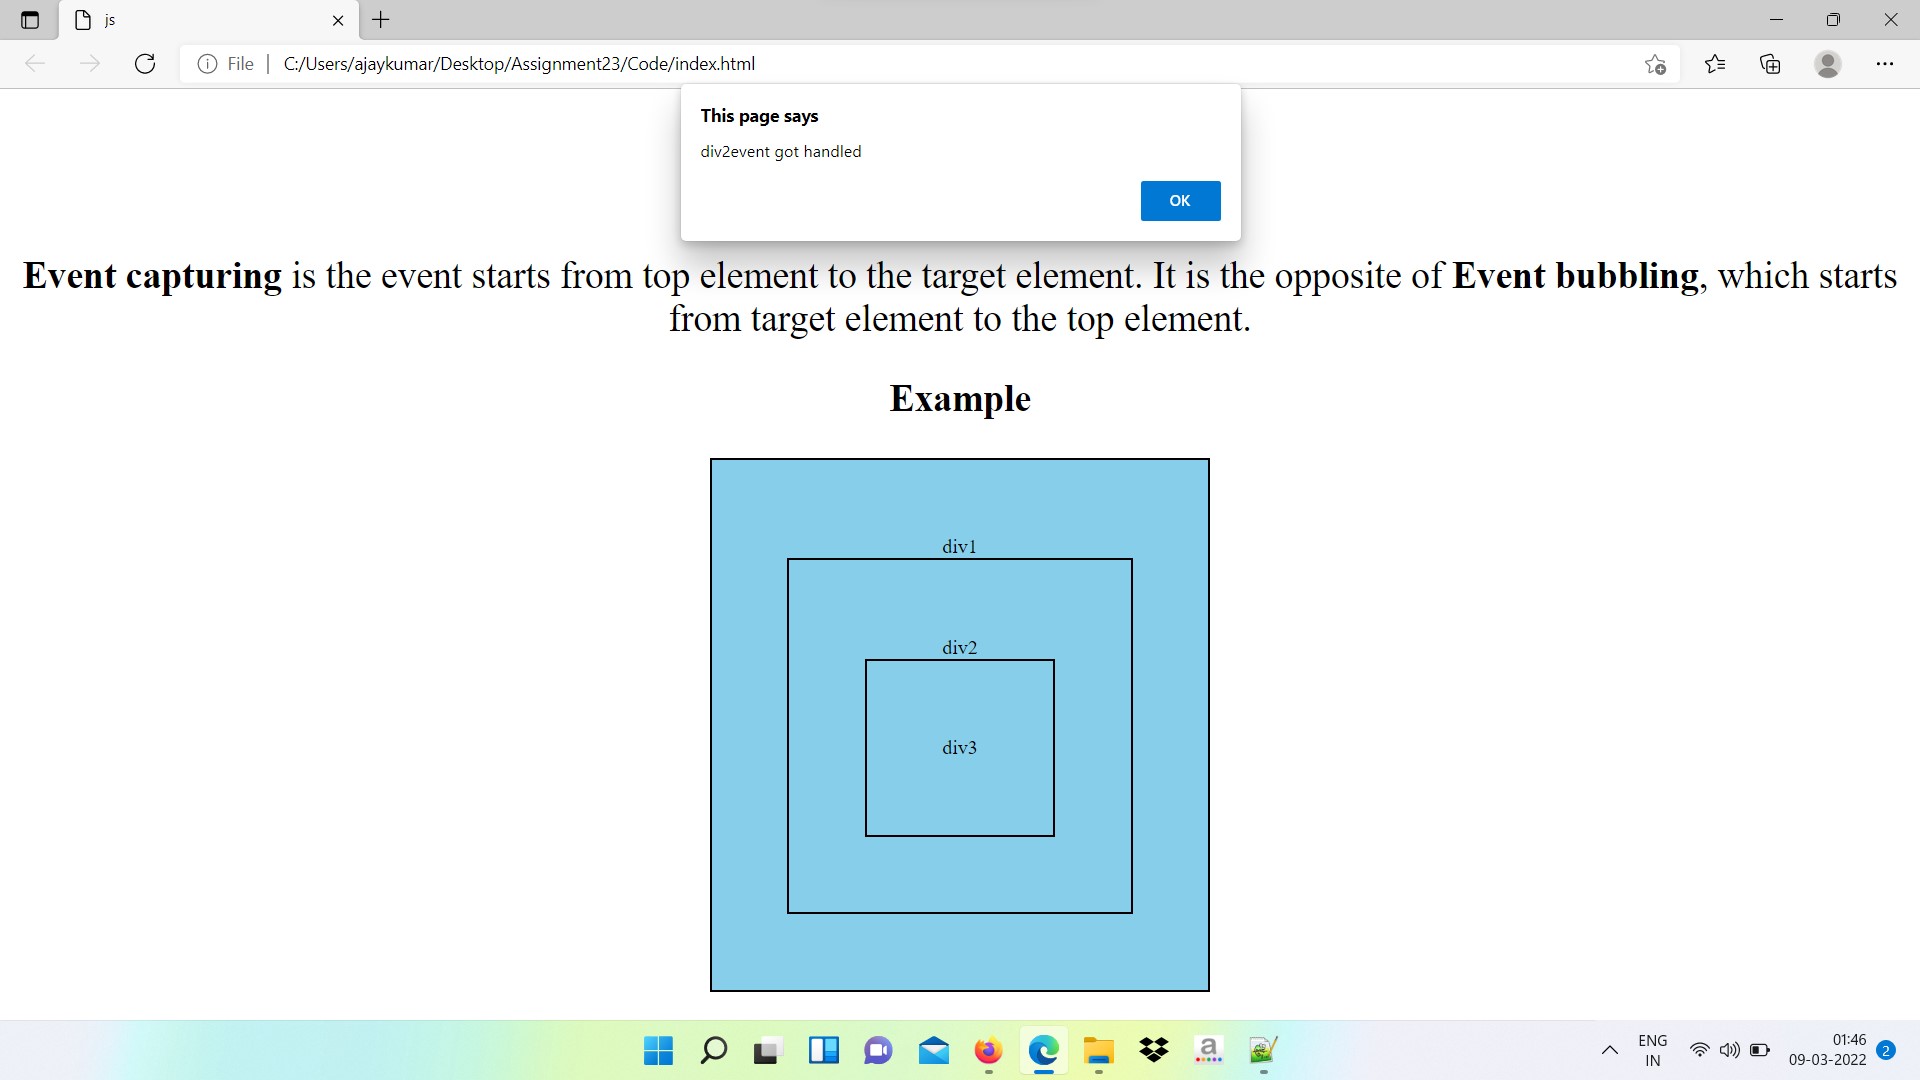 js
File
C:/Users/ajaykumar/Desktop/Assignment23/Code/index.html
This page says
div2event got handled
OK
Event capturing is the event starts from top element to the target element. It is the opposite of Event bubbling, which starts
from target element to the top element.
Example
div1
div2
div3
a
ENG
IN
01:46
09-03-2022
2